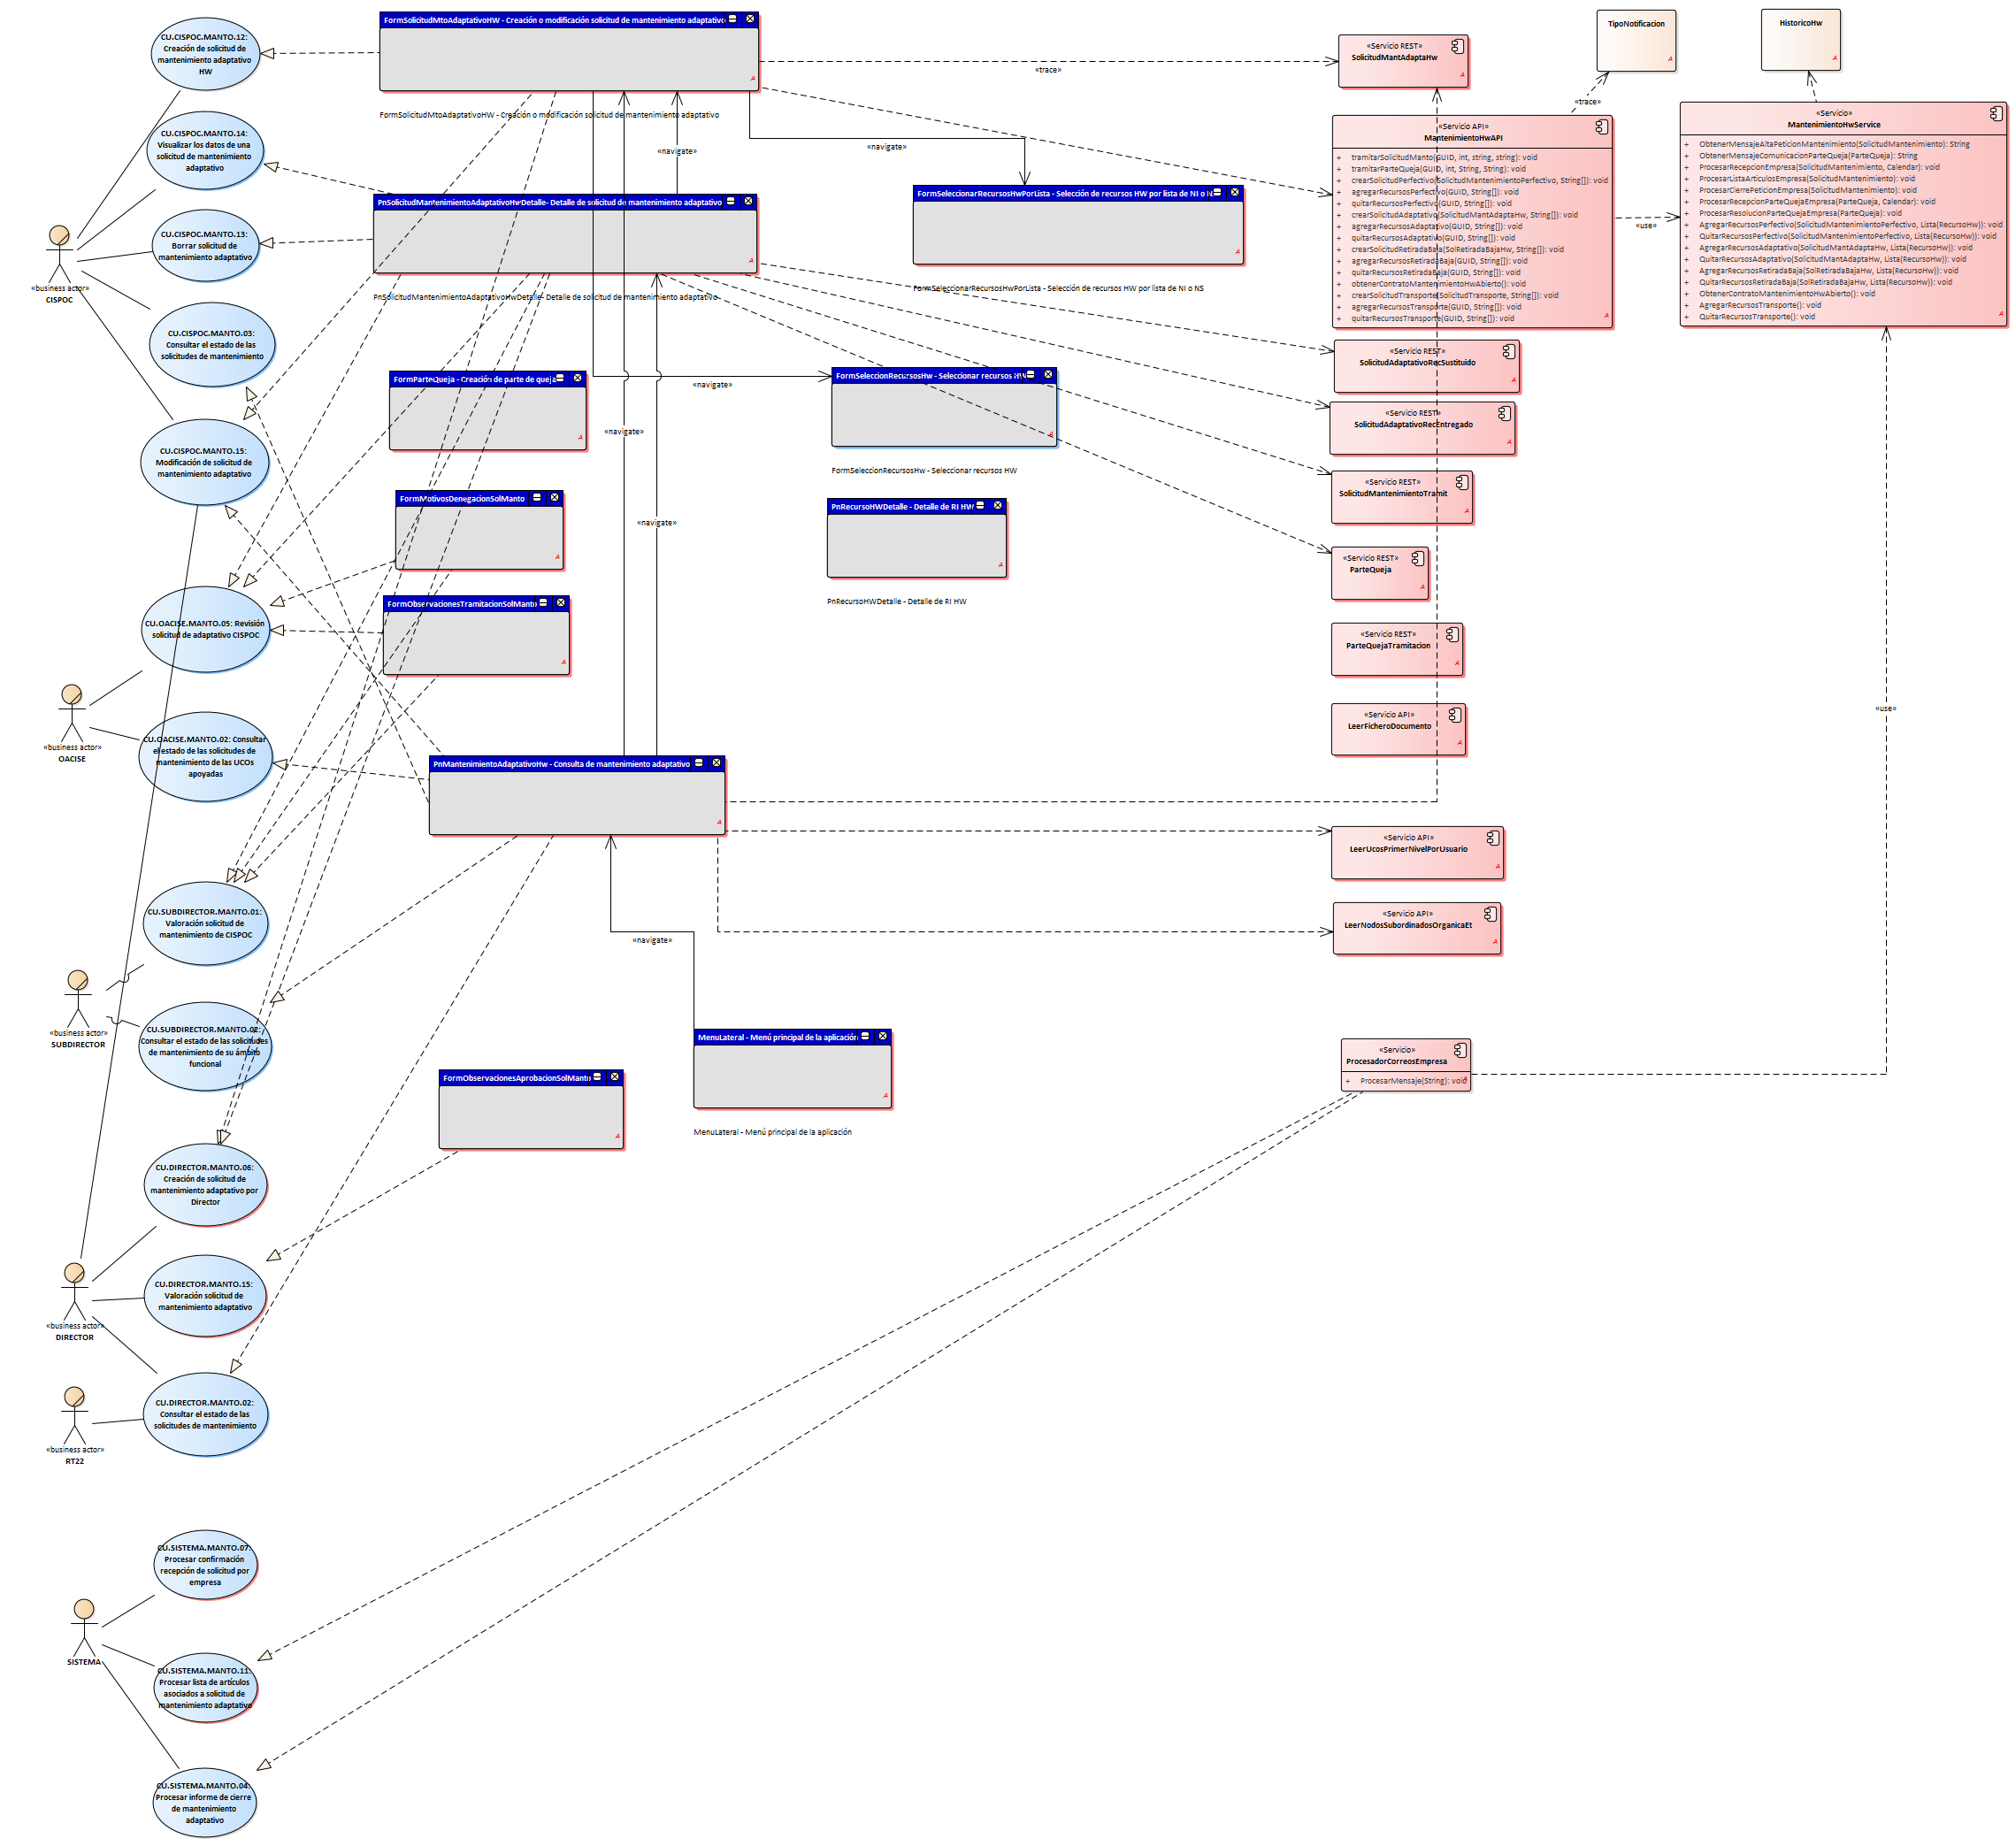 CU.CISPOC.MANTO.12:
Creación de solicitud de
mantenimiento adaptativo
HW
CU.CISPOC.MANTO.14:
Visualizar los datos de una
solicitud de mantenimiento
adaptativo
CU.CISPOC.MANTO.13:
Borrar solicitud de
mantenimiento adaptativo
«business actor»
CISPOC
CU.CISPOC.MANTO.03:
Consultar el estado de las
solicitudes de mantenimiento
CU.CISPOC.MANTO.15:
Modificación de solicitud de
mantenimiento adaptativo
CU.OACISE.MANTO.05: Revisión
solicitud de adaptativo CISPOC
«business actor»
OACISE
CU.OACISE.MANTO.02: Consultar
el estado de las solicitudes de
mantenimiento de las UCOs
apoyadas
CU.SUBDIRECTOR.MANTO.01:
Valoración solicitud de
mantenimiento de CISPOC
«business actor»
SUBDIRECTOR
CU.SUBDIRECTOR.MANTO.02:
Consultar el estado de las solicitudes
de mantenimiento de su ámbito
funcional
CU.DIRECTOR.MANTO.06:
Creación de solicitud de
mantenimiento adaptativo por
Director
CU.DIRECTOR.MANTO.15:
Valoración solicitud de
mantenimiento adaptativo
«business actor»
DIRECTOR
CU.DIRECTOR.MANTO.02:
Consultar el estado de las
solicitudes de mantenimiento
«business actor»
RT22
CU.SISTEMA.MANTO.07:
Procesar confirmación
recepción de solicitud por
empresa
SISTEMA
CU.SISTEMA.MANTO.11:
Procesar lista de artículos
asociados a solicitud de
mantenimiento adaptativo
CU.SISTEMA.MANTO.04:
Procesar informe de cierre
de mantenimiento
adaptativo
FormSolicitudMtoAdaptativoHW - Creación o modificación solicitud de mantenimiento adaptativo
FormSolicitudMtoAdaptativoHW - Creación o modificación solicitud de mantenimiento adaptativo
«trace»
«navigate»
«navigate»
PnSolicitudMantenimientoAdaptativoHwDetalle- Detalle de solicitud de mantenimiento adaptativo
PnSolicitudMantenimientoAdaptativoHwDetalle- Detalle de solicitud de mantenimiento adaptativo
FormSeleccionarRecursosHwPorLista - Selección de recursos HW por lista de NI o NS
FormSeleccionarRecursosHwPorLista - Selección de recursos HW por lista de NI o NS
FormParteQueja - Creación de parte de queja
«navigate»
FormSeleccionRecursosHw - Seleccionar recursos HW
FormSeleccionRecursosHw - Seleccionar recursos HW
«navigate»
FormMotivosDenegacionSolManto
PnRecursoHWDetalle - Detalle de RI HW
PnRecursoHWDetalle - Detalle de RI HW
«navigate»
FormObservacionesTramitacionSolManto
PnMantenimientoAdaptativoHw - Consulta de mantenimiento adaptativo
«navigate»
MenuLateral - Menú principal de la aplicación
MenuLateral - Menú principal de la aplicación
FormObservacionesAprobacionSolManto
«Servicio REST»
SolicitudMantAdaptaHw
TipoNotificacion
HistoricoHw
«trace»
«Servicio API»
MantenimientoHwAPI
+ tramitarSolicitudManto(GUID, int, string, string): void
+ tramitarParteQueja(GUID, int, String, String): void
+ crearSolicitudPerfectivo(SolicitudMantenimientoPerfectivo, String[]): void
+ agregarRecursosPerfectivo(GUID, String[]): void
+ quitarRecursosPerfectivo(GUID, String[]): void
+ crearSolicitudAdaptativo(SolicitudMantAdaptaHw, String[]): void
+ agregarRecursosAdaptativo(GUID, String[]): void
+ quitarRecursosAdaptativo(GUID, String[]): void
+ crearSolicitudRetiradaBaja(SolRetiradaBajaHw, String[]): void
+ agregarRecursosRetiradaBaja(GUID, String[]): void
+ quitarRecursosRetiradaBaja(GUID, String[]): void
+ obtenerContratoMantenimientoHwAbierto(): void
+ crearSolicitudTransporte(SolicitudTransporte, String[]): void
+ agregarRecursosTransporte(GUID, String[]): void
+ quitarRecursosTransporte(GUID, String[]): void
«use»
«Servicio»
MantenimientoHwService
+ ObtenerMensajeAltaPeticionMantenimiento(SolicitudMantenimiento): String
+ ObtenerMensajeComunicacionParteQueja(ParteQueja): String
+ ProcesarRecepcionEmpresa(SolicitudMantenimiento, Calendar): void
+ ProcesarListaArticulosEmpresa(SolicitudMantenimiento): void
+ ProcesarCierrePeticionEmpresa(SolicitudMantenimiento): void
+ ProcesarRecepcionParteQuejaEmpresa(ParteQueja, Calendar): void
+ ProcesarResolucionParteQuejaEmpresa(ParteQueja): void
+ AgregarRecursosPerfectivo(SolicitudMantenimientoPerfectivo, Lista(RecursoHw)): void
+ QuitarRecursosPerfectivo(SolicitudMantenimientoPerfectivo, Lista(RecursoHw)): void
+ AgregarRecursosAdaptativo(SolicitudMantAdaptaHw, Lista(RecursoHw)): void
+ QuitarRecursosAdaptativo(SolicitudMantAdaptaHw, Lista(RecursoHw)): void
+ AgregarRecursosRetiradaBaja(SolRetiradaBajaHw, Lista(RecursoHw)): void
+ QuitarRecursosRetiradaBaja(SolRetiradaBajaHw, Lista(RecursoHw)): void
+ ObtenerContratoMantenimientoHwAbierto(): void
+ AgregarRecursosTransporte(): void
+ QuitarRecursosTransporte(): void
«Servicio REST»
SolicitudAdaptativoRecSustituido
«Servicio REST»
SolicitudAdaptativoRecEntregado
«Servicio REST»
SolicitudMantenimientoTramit
«Servicio REST»
ParteQueja
«Servicio REST»
ParteQuejaTramitacion
«Servicio API»
LeerFicheroDocumento
«use»
«Servicio API»
LeerUcosPrimerNivelPorUsuario
«Servicio API»
LeerNodosSubordinadosOrganicaEt
«Servicio»
ProcesadorCorreosEmpresa
+ ProcesarMensaje(String): void